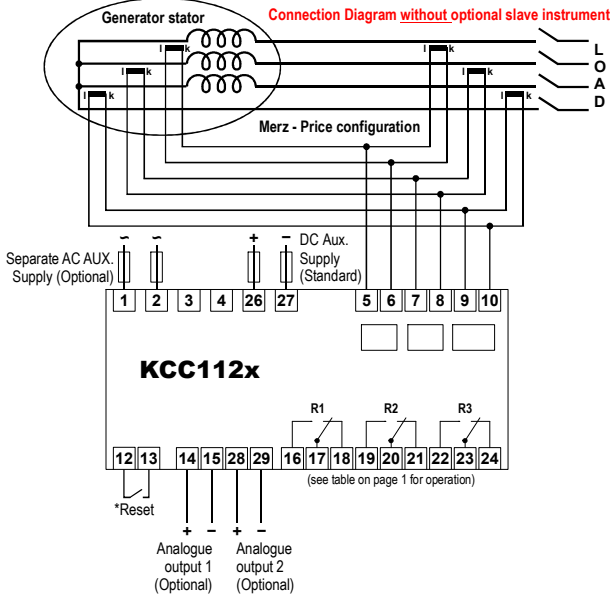 Generator stator
Connection Diagram without optional slave instrument
l k
l k
l k
l k
l k
l k
L
O
A
D
Merz - Price configuration
∼ ∼ + −
Separate AC AUX.
Supply (Optional)
DC Aux.
Supply
(Standard)
1 2 3 4 26 27 5 6 7 8 9 10
KCC112x
R1 R2 R3
12 13 14 15 28 29 16 17 18 19 20 21 22 23 24
(see table on page 1 for operation)
*Reset
+ − + −
Analogue
output 1
(Optional)
Analogue
output 2
(Optional)